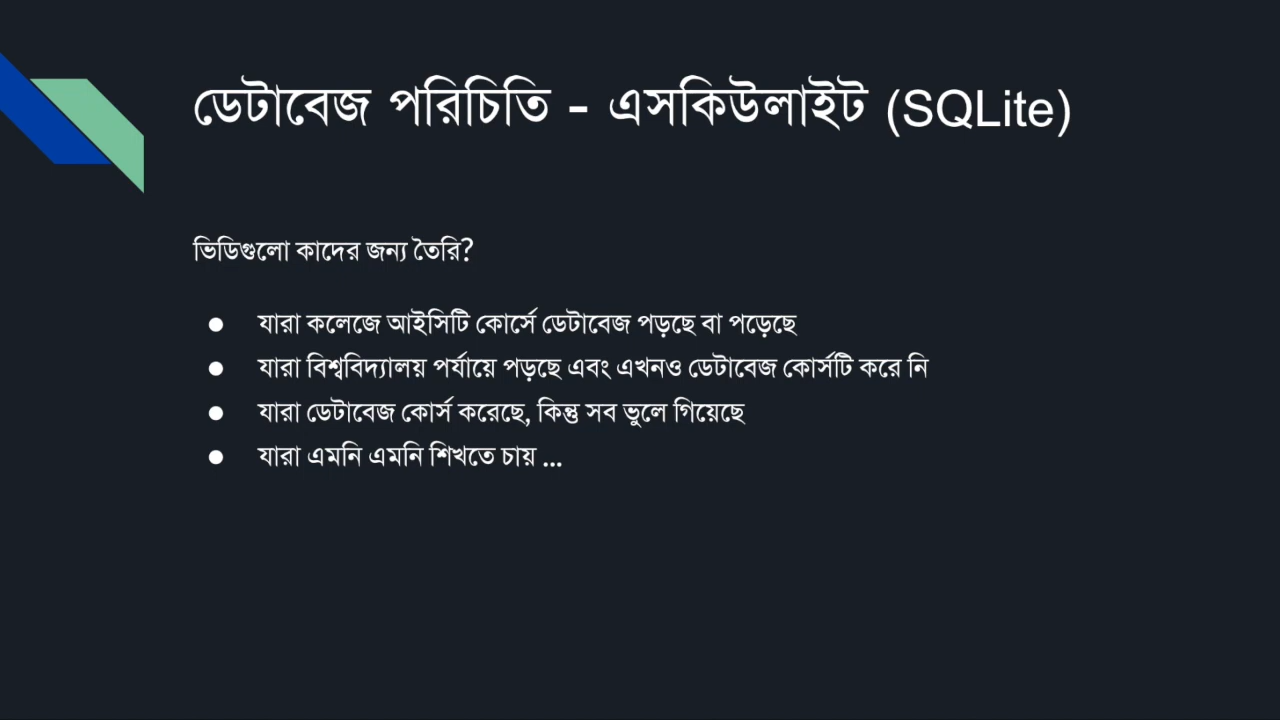 ডেটাবেজ পরিচিতি - এসকিউলাইট (SQLite)
ভিডিগুলো কাদের জন্য তৈরি?
● যারা কলেজে আইসিটি কোর্সে ডেটাবেজ পড়ছে বা পড়েছে
● যারা বিশ্ববিদ্যালয় পর্যায়ে পড়ছে এবং এখনও ডেটাবেজ কোর্সটি করে নি
● যারা ডেটাবেজ কোর্স করেছে, কিন্তু সব ভুলে গিয়েছে
● যারা এমনি এমনি শিখতে চায় ...